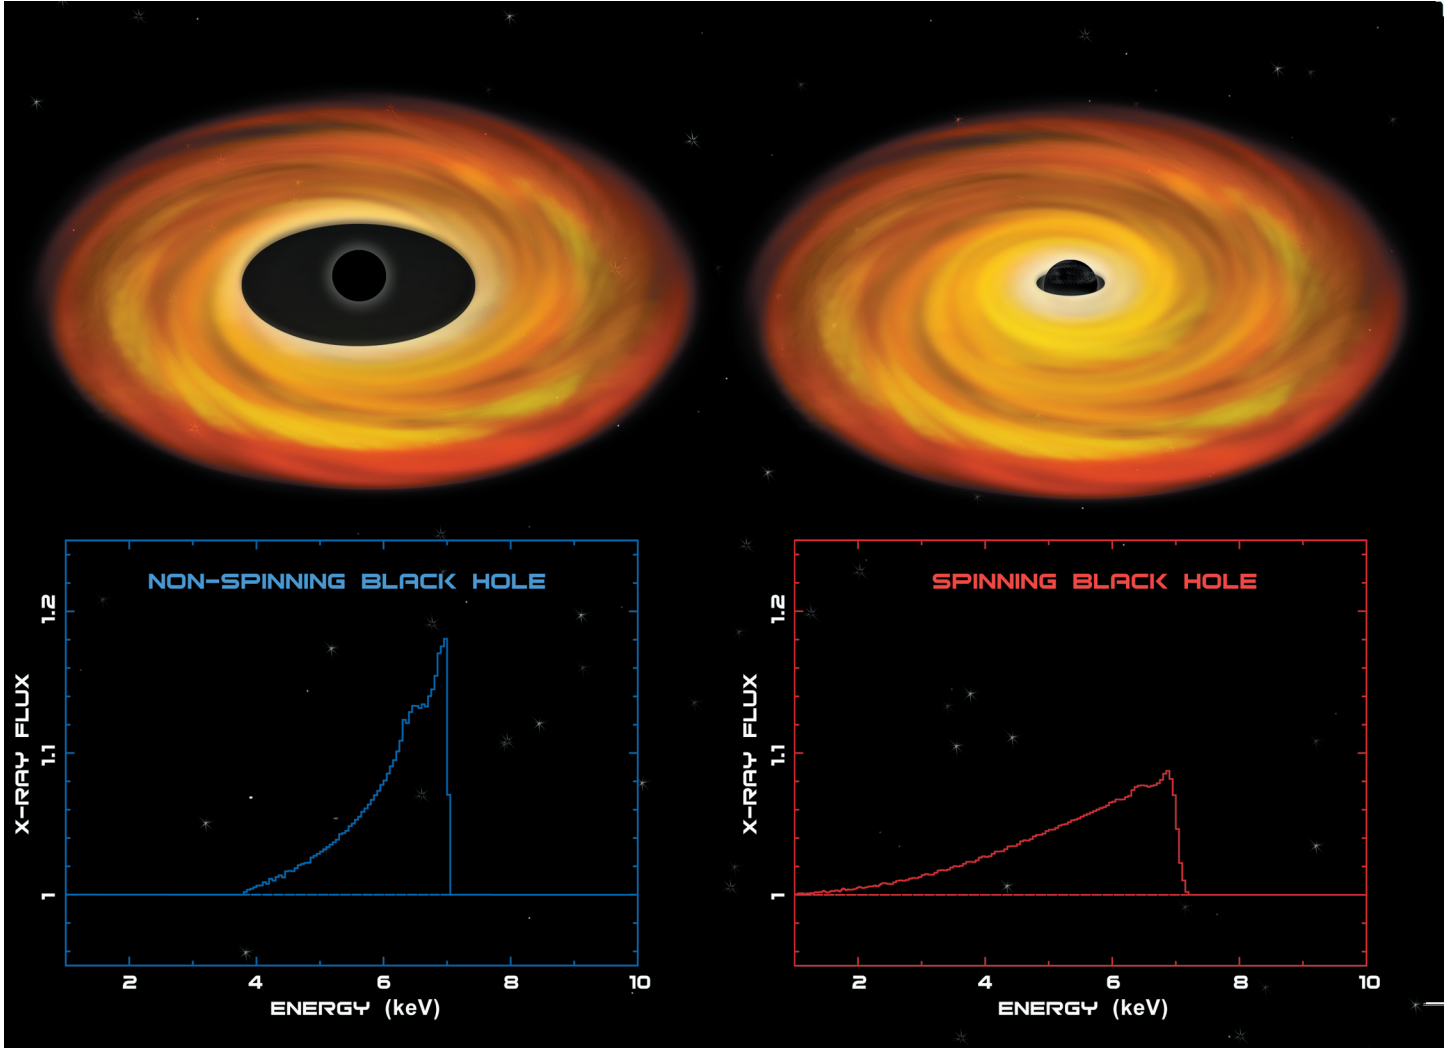 NON-SPINNING BLACK HOLE
1.2
1.1
1
X-RAY FLUX
2 4 6 8 10
ENERGY (keV)
SPINNING BLACK HOLE
1.2
1.1
1
X-RAY FLUX
2 4 6 8 10
ENERGY (keV)